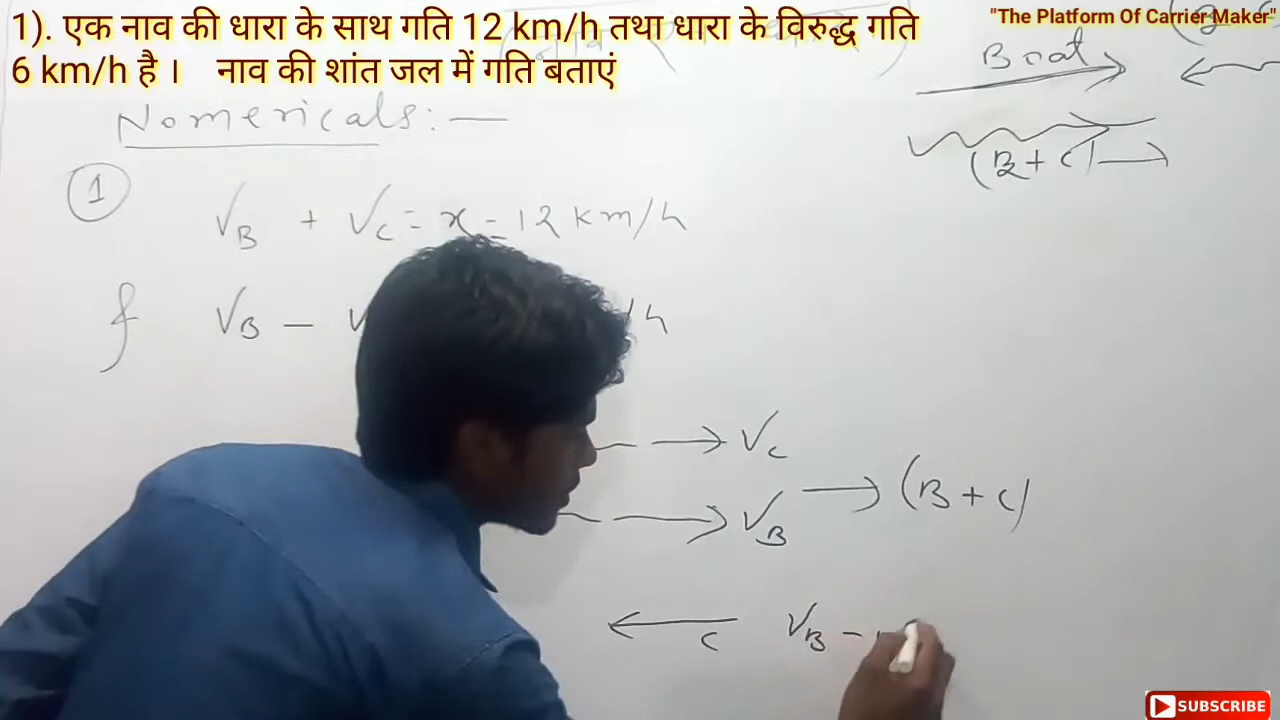 1). एक नाव की धारा के साथ गति 12 km/h तथा धारा के विरुद्ध गति
6 km/h है । नाव की शांत जल में गति बताएं
"The Platform Of Carrier Maker"
Boat
(B + C)
Nomericals:—
1
VB + VC = x = 12 km/h
VB — V /h
VC
VB (B + C)
C VB —
SUBSCRIBE